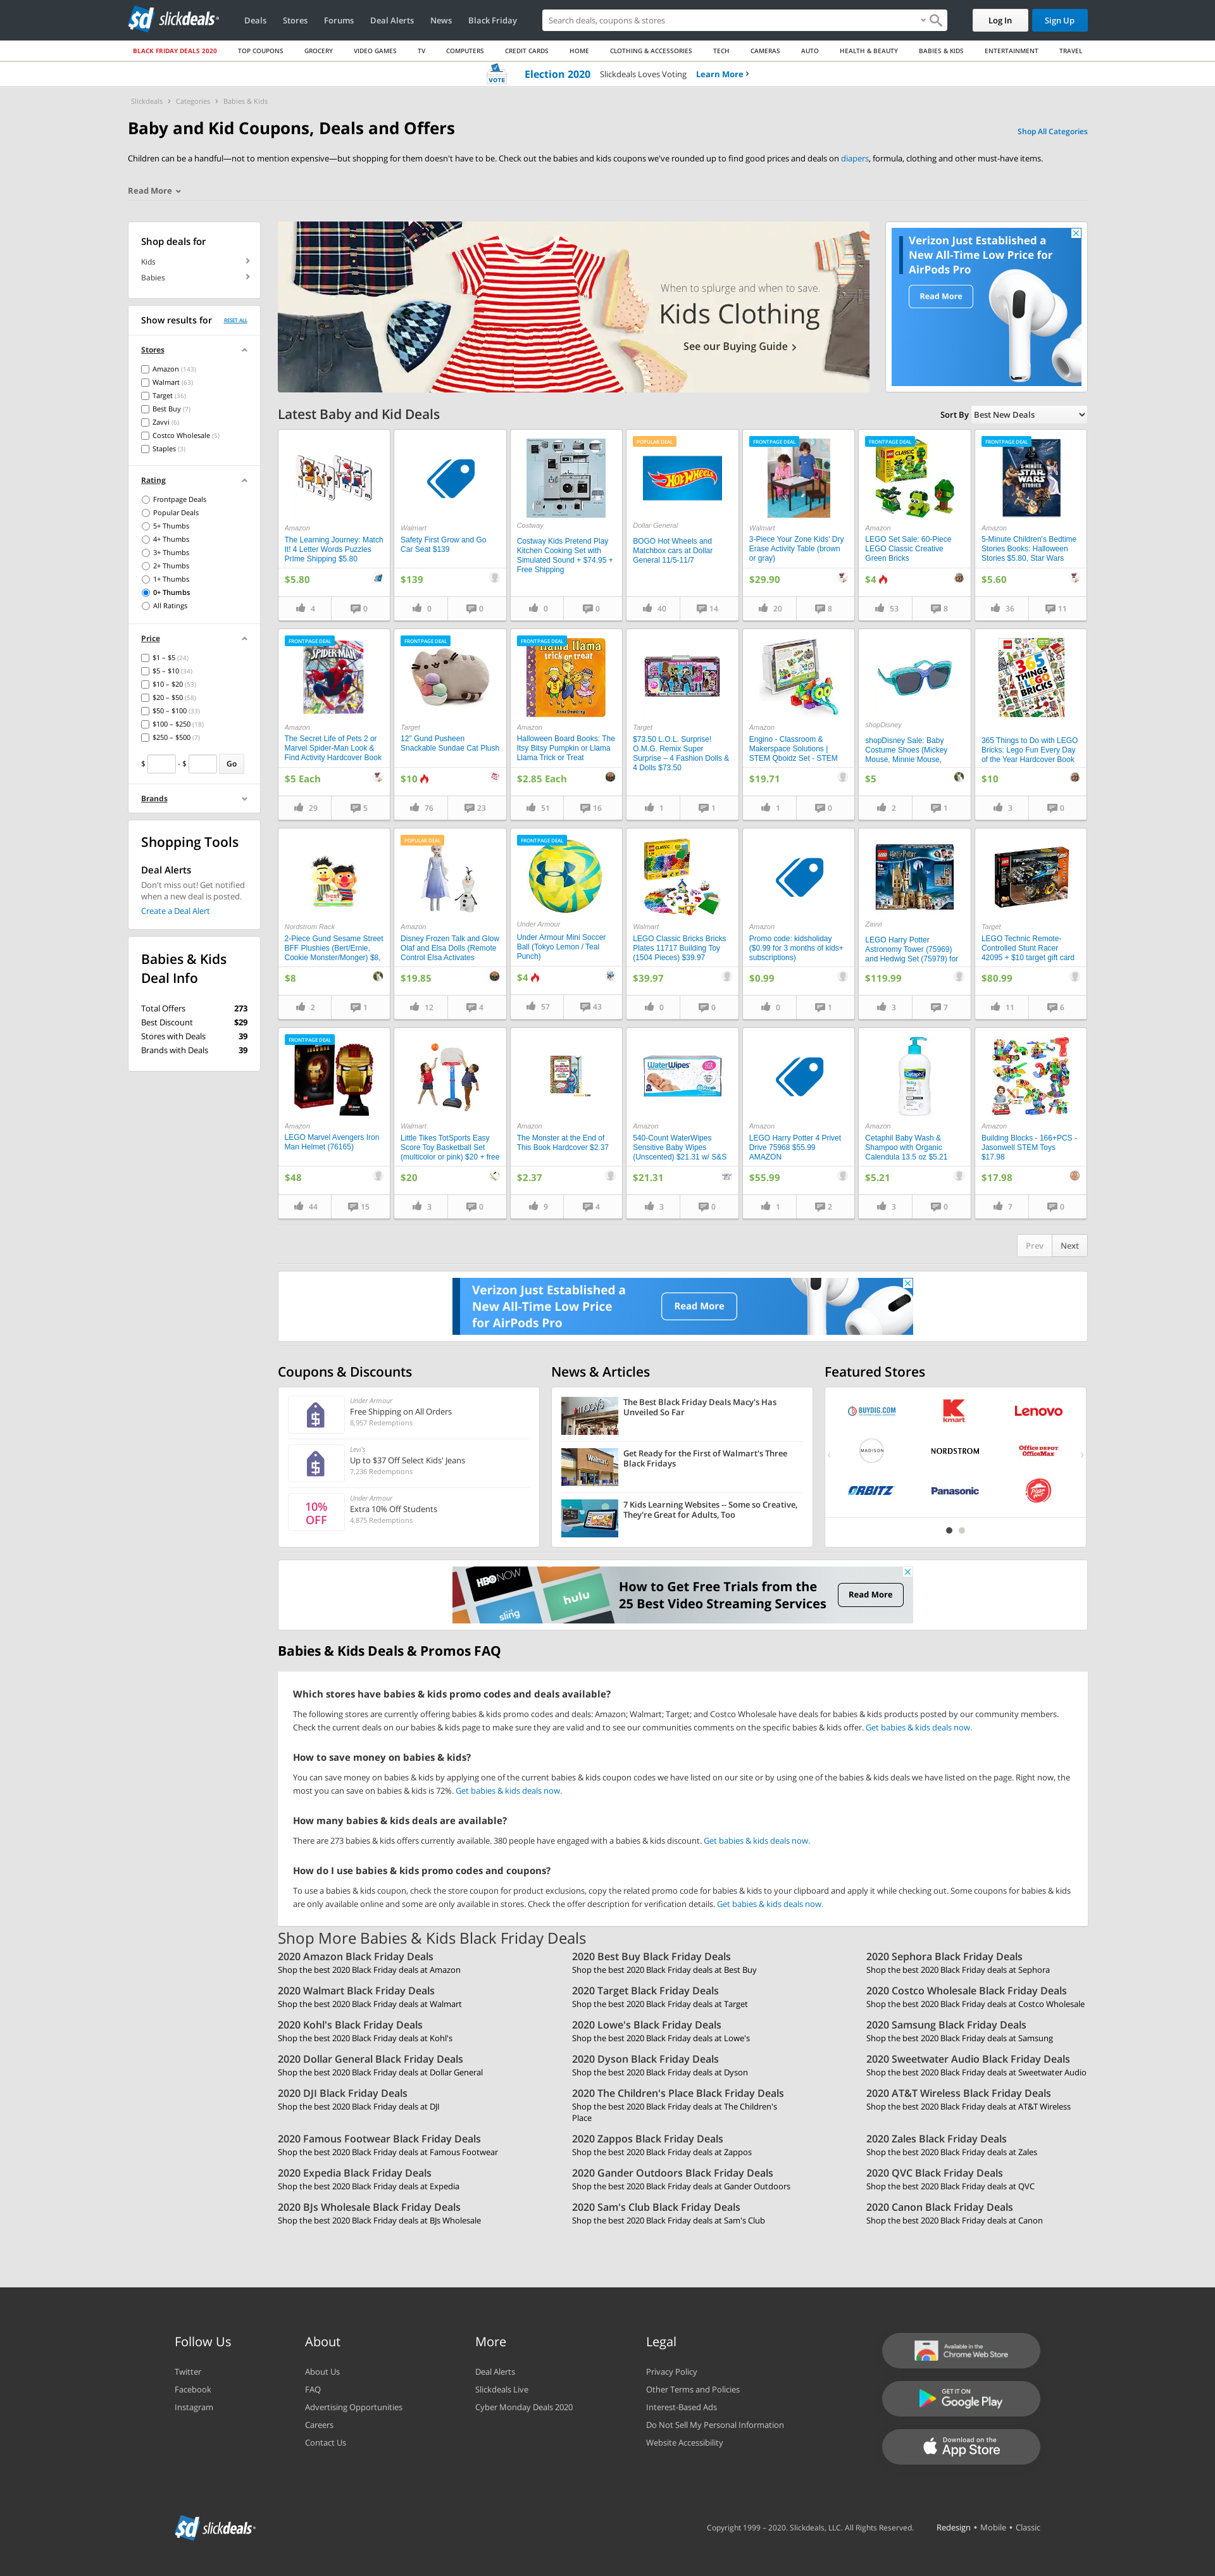 slickdeals
Deals
Stores
Forums
Deal Alerts
News
Black Friday
Search deals, coupons & stores
Log In
Sign Up
BLACK FRIDAY DEALS 2020
TOP COUPONS
GROCERY
VIDEO GAMES
TV
COMPUTERS
CREDIT CARDS
HOME
CLOTHING & ACCESSORIES
TECH
CAMERAS
AUTO
HEALTH & BEAUTY
BABIES & KIDS
ENTERTAINMENT
TRAVEL
VOTE
Election 2020 Slickdeals Loves Voting Learn More
Slickdeals > Categories > Babies & Kids
Baby and Kid Coupons, Deals and Offers
Shop All Categories
Children can be a handful—not to mention expensive—but shopping for them doesn't have to be. Check out the babies and kids coupons we've rounded up to find good prices and deals on diapers, formula, clothing and other must-have items.
Read More
Shop deals for
Kids
Babies
Show results for
RESET ALL
Stores
Amazon (143)
Walmart (63)
Target (36)
Best Buy (7)
Zavvi (6)
Costco Wholesale (5)
Staples (3)
Rating
Frontpage Deals
Popular Deals
5+ Thumbs
4+ Thumbs
3+ Thumbs
2+ Thumbs
1+ Thumbs
0+ Thumbs
All Ratings
Price
$1 – $5 (24)
$5 – $10 (34)
$10 – $20 (53)
$20 – $50 (58)
$50 – $100 (33)
$100 – $250 (18)
$250 – $500 (7)
$ - $ Go
Brands
Shopping Tools
Deal Alerts
Don't miss out! Get notified
when a new deal is posted.
Create a Deal Alert
Babies & Kids
Deal Info
Total Offers 273
Best Discount $29
Stores with Deals 39
Brands with Deals 39
When to splurge and when to save.
Kids Clothing
See our Buying Guide
Verizon Just Established a
New All-Time Low Price for
AirPods Pro
Read More
Latest Baby and Kid Deals
Sort By Best New Deals
Amazon
The Learning Journey: Match
It! 4 Letter Words Puzzles
Prime Shipping $5.80
$5.80
4
0
Walmart
Safety First Grow and Go
Car Seat $139
$139
0
0
Costway
Costway Kids Pretend Play
Kitchen Cooking Set with
Simulated Sound + $74.95 +
Free Shipping
0
0
POPULAR DEAL
HOT WHEELS
Dollar General
BOGO Hot Wheels and
Matchbox cars at Dollar
General 11/5-11/7
40
14
FRONTPAGE DEAL
Walmart
3-Piece Your Zone Kids' Dry
Erase Activity Table (brown
or gray)
$29.90
20
8
FRONTPAGE DEAL
CLASSIC
Amazon
LEGO Set Sale: 60-Piece
LEGO Classic Creative
Green Bricks
$4
53
8
FRONTPAGE DEAL
STAR WARS
STORIES
Amazon
5-Minute Children's Bedtime
Stories Books: Halloween
Stories $5.80, Star Wars
$5.60
36
11
FRONTPAGE DEAL
SPIDER-MAN
Amazon
The Secret Life of Pets 2 or
Marvel Spider-Man Look &
Find Activity Hardcover Book
$5 Each
29
5
FRONTPAGE DEAL
Target
12" Gund Pusheen
Snackable Sundae Cat Plush
$10
76
23
FRONTPAGE DEAL
llama llama
trick or treat
Amazon
Halloween Board Books: The
Itsy Bitsy Pumpkin or Llama
Llama Trick or Treat
$2.85 Each
51
16
Target
$73.50 L.O.L. Surprise!
O.M.G. Remix Super
Surprise – 4 Fashion Dolls &
4 Dolls $73.50
1
1
Amazon
Engino - Classroom &
Makerspace Solutions |
STEM Qboidz Set - STEM
$19.71
1
0
shopDisney
shopDisney Sale: Baby
Costume Shoes (Mickey
Mouse, Minnie Mouse,
$5
2
1
365
THINGS
TO DO WITH
LEGO
BRICKS
365 Things to Do with LEGO
Bricks: Lego Fun Every Day
of the Year Hardcover Book
$10
3
0
Nordstrom Rack
2-Piece Gund Sesame Street
BFF Plushies (Bert/Ernie,
Cookie Monster/Monger) $8,
$8
2
1
POPULAR DEAL
Amazon
Disney Frozen Talk and Glow
Olaf and Elsa Dolls (Remote
Control Elsa Activates
$19.85
12
4
FRONTPAGE DEAL
Under Armour
Under Armour Mini Soccer
Ball (Tokyo Lemon / Teal
Punch)
$4
57
43
CLASSIC
Walmart
LEGO Classic Bricks Bricks
Plates 11717 Building Toy
(1504 Pieces) $39.97
$39.97
0
0
Amazon
Promo code: kidsholiday
($0.99 for 3 months of kids+
subscriptions)
$0.99
0
1
Zavvi
LEGO Harry Potter
Astronomy Tower (75969)
and Hedwig Set (75979) for
$119.99
3
7
Target
LEGO Technic Remote-
Controlled Stunt Racer
42095 + $10 target gift card
$80.99
11
6
FRONTPAGE DEAL
Amazon
LEGO Marvel Avengers Iron
Man Helmet (76165)
$48
44
15
Walmart
Little Tikes TotSports Easy
Score Toy Basketball Set
(multicolor or pink) $20 + free
$20
3
0
Amazon
The Monster at the End of
This Book Hardcover $2.37
$2.37
9
4
WaterWipes
Amazon
540-Count WaterWipes
Sensitive Baby Wipes
(Unscented) $21.31 w/ S&S
$21.31
3
0
Amazon
LEGO Harry Potter 4 Privet
Drive 75968 $55.99
AMAZON
$55.99
1
2
Cetaphil
baby
Amazon
Cetaphil Baby Wash &
Shampoo with Organic
Calendula 13.5 oz $5.21
$5.21
3
0
Amazon
Building Blocks - 166+PCS -
Jasonwell STEM Toys
$17.98
$17.98
7
0
Prev
Next
Verizon Just Established a
New All-Time Low Price
for AirPods Pro
Read More
Coupons & Discounts
Under Armour
Free Shipping on All Orders
8,957 Redemptions
Levi's
Up to $37 Off Select Kids' Jeans
7,236 Redemptions
10%
OFF
Under Armour
Extra 10% Off Students
4,875 Redemptions
News & Articles
The Best Black Friday Deals Macy's Has
Unveiled So Far
Walmart
Get Ready for the First of Walmart's Three
Black Fridays
7 Kids Learning Websites -- Some so Creative,
They're Great for Adults, Too
Featured Stores
BUYDIG.COM
Kmart
Lenovo
MADISON
NORDSTROM
Office DEPOT
OfficeMax
ORBITZ
Panasonic
Pizza Hut
HBO NOW
hulu
sling
How to Get Free Trials from the
25 Best Video Streaming Services
Read More
Babies & Kids Deals & Promos FAQ
Which stores have babies & kids promo codes and deals available?
The following stores are currently offering babies & kids promo codes and deals: Amazon; Walmart; Target; and Costco Wholesale have deals for babies & kids products posted by our community members.
Check the current deals on our babies & kids page to make sure they are valid and to see our communities comments on the specific babies & kids offer. Get babies & kids deals now.
How to save money on babies & kids?
You can save money on babies & kids by applying one of the current babies & kids coupon codes we have listed on our site or by using one of the babies & kids deals we have listed on the page. Right now, the
most you can save on babies & kids is 72%. Get babies & kids deals now.
How many babies & kids deals are available?
There are 273 babies & kids offers currently available. 380 people have engaged with a babies & kids discount. Get babies & kids deals now.
How do I use babies & kids promo codes and coupons?
To use a babies & kids coupon, check the store coupon for product exclusions, copy the related promo code for babies & kids to your clipboard and apply it while checking out. Some coupons for babies & kids
are only available online and some are only available in stores. Check the offer description for verification details. Get babies & kids deals now.
Shop More Babies & Kids Black Friday Deals
2020 Amazon Black Friday Deals
Shop the best 2020 Black Friday deals at Amazon
2020 Best Buy Black Friday Deals
Shop the best 2020 Black Friday deals at Best Buy
2020 Sephora Black Friday Deals
Shop the best 2020 Black Friday deals at Sephora
2020 Walmart Black Friday Deals
Shop the best 2020 Black Friday deals at Walmart
2020 Target Black Friday Deals
Shop the best 2020 Black Friday deals at Target
2020 Costco Wholesale Black Friday Deals
Shop the best 2020 Black Friday deals at Costco Wholesale
2020 Kohl's Black Friday Deals
Shop the best 2020 Black Friday deals at Kohl's
2020 Lowe's Black Friday Deals
Shop the best 2020 Black Friday deals at Lowe's
2020 Samsung Black Friday Deals
Shop the best 2020 Black Friday deals at Samsung
2020 Dollar General Black Friday Deals
Shop the best 2020 Black Friday deals at Dollar General
2020 Dyson Black Friday Deals
Shop the best 2020 Black Friday deals at Dyson
2020 Sweetwater Audio Black Friday Deals
Shop the best 2020 Black Friday deals at Sweetwater Audio
2020 DJI Black Friday Deals
Shop the best 2020 Black Friday deals at DJI
2020 The Children's Place Black Friday Deals
Shop the best 2020 Black Friday deals at The Children's
Place
2020 AT&T Wireless Black Friday Deals
Shop the best 2020 Black Friday deals at AT&T Wireless
2020 Famous Footwear Black Friday Deals
Shop the best 2020 Black Friday deals at Famous Footwear
2020 Zappos Black Friday Deals
Shop the best 2020 Black Friday deals at Zappos
2020 Zales Black Friday Deals
Shop the best 2020 Black Friday deals at Zales
2020 Expedia Black Friday Deals
Shop the best 2020 Black Friday deals at Expedia
2020 Gander Outdoors Black Friday Deals
Shop the best 2020 Black Friday deals at Gander Outdoors
2020 QVC Black Friday Deals
Shop the best 2020 Black Friday deals at QVC
2020 BJs Wholesale Black Friday Deals
Shop the best 2020 Black Friday deals at BJs Wholesale
2020 Sam's Club Black Friday Deals
Shop the best 2020 Black Friday deals at Sam's Club
2020 Canon Black Friday Deals
Shop the best 2020 Black Friday deals at Canon
Follow Us
Twitter
Facebook
Instagram
About
About Us
FAQ
Advertising Opportunities
Careers
Contact Us
More
Deal Alerts
Slickdeals Live
Cyber Monday Deals 2020
Legal
Privacy Policy
Other Terms and Policies
Interest-Based Ads
Do Not Sell My Personal Information
Website Accessibility
Available in the
Chrome Web Store
GET IT ON
Google Play
Download on the
App Store
slickdeals
Copyright 1999 – 2020. Slickdeals, LLC. All Rights Reserved.
Redesign • Mobile • Classic